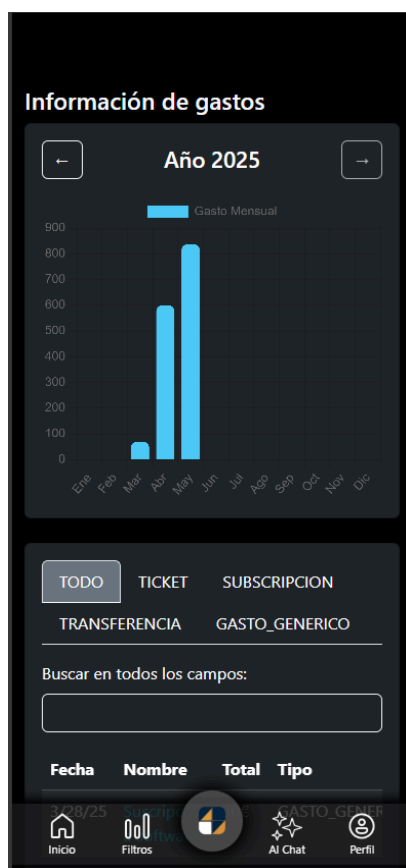 Información de gastos
← Año 2025 →
Gasto Mensual
900
800
700
600
500
400
300
200
100
0
Ene Feb Mar Abr May Jun Jul Ago Sep Oct Nov Dic
TODO TICKET SUBSCRIPCION
TRANSFERENCIA GASTO_GENERICO
Buscar en todos los campos:
Fecha Nombre Total Tipo
3/28/25 GASTO_GENER
Inicio Filtros AI Chat Perfil